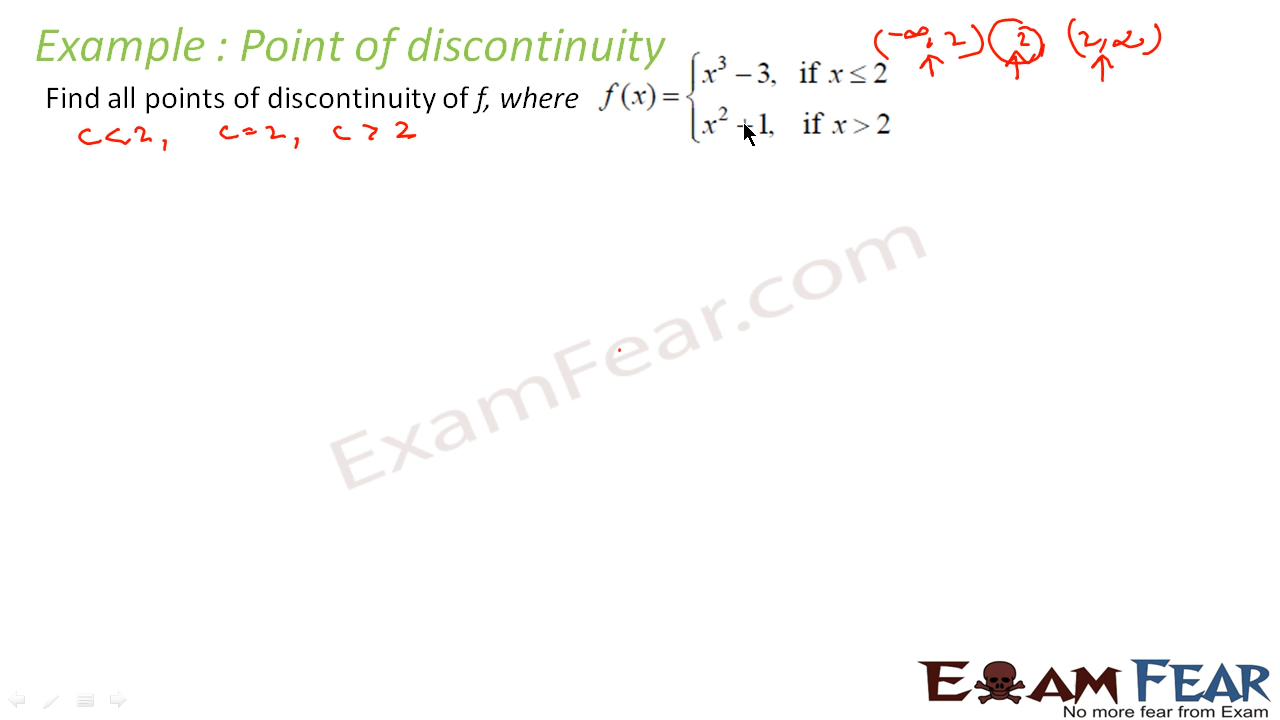 Example : Point of discontinuity
(-∞, 2) 2, (2, ∞)
Find all points of discontinuity of f, where f(x) = { x³ − 3, if x ≤ 2
x² + 1, if x > 2
c < 2, c = 2, c > 2
ExamFear.com
EXAM FEAR
No more fear from Exam